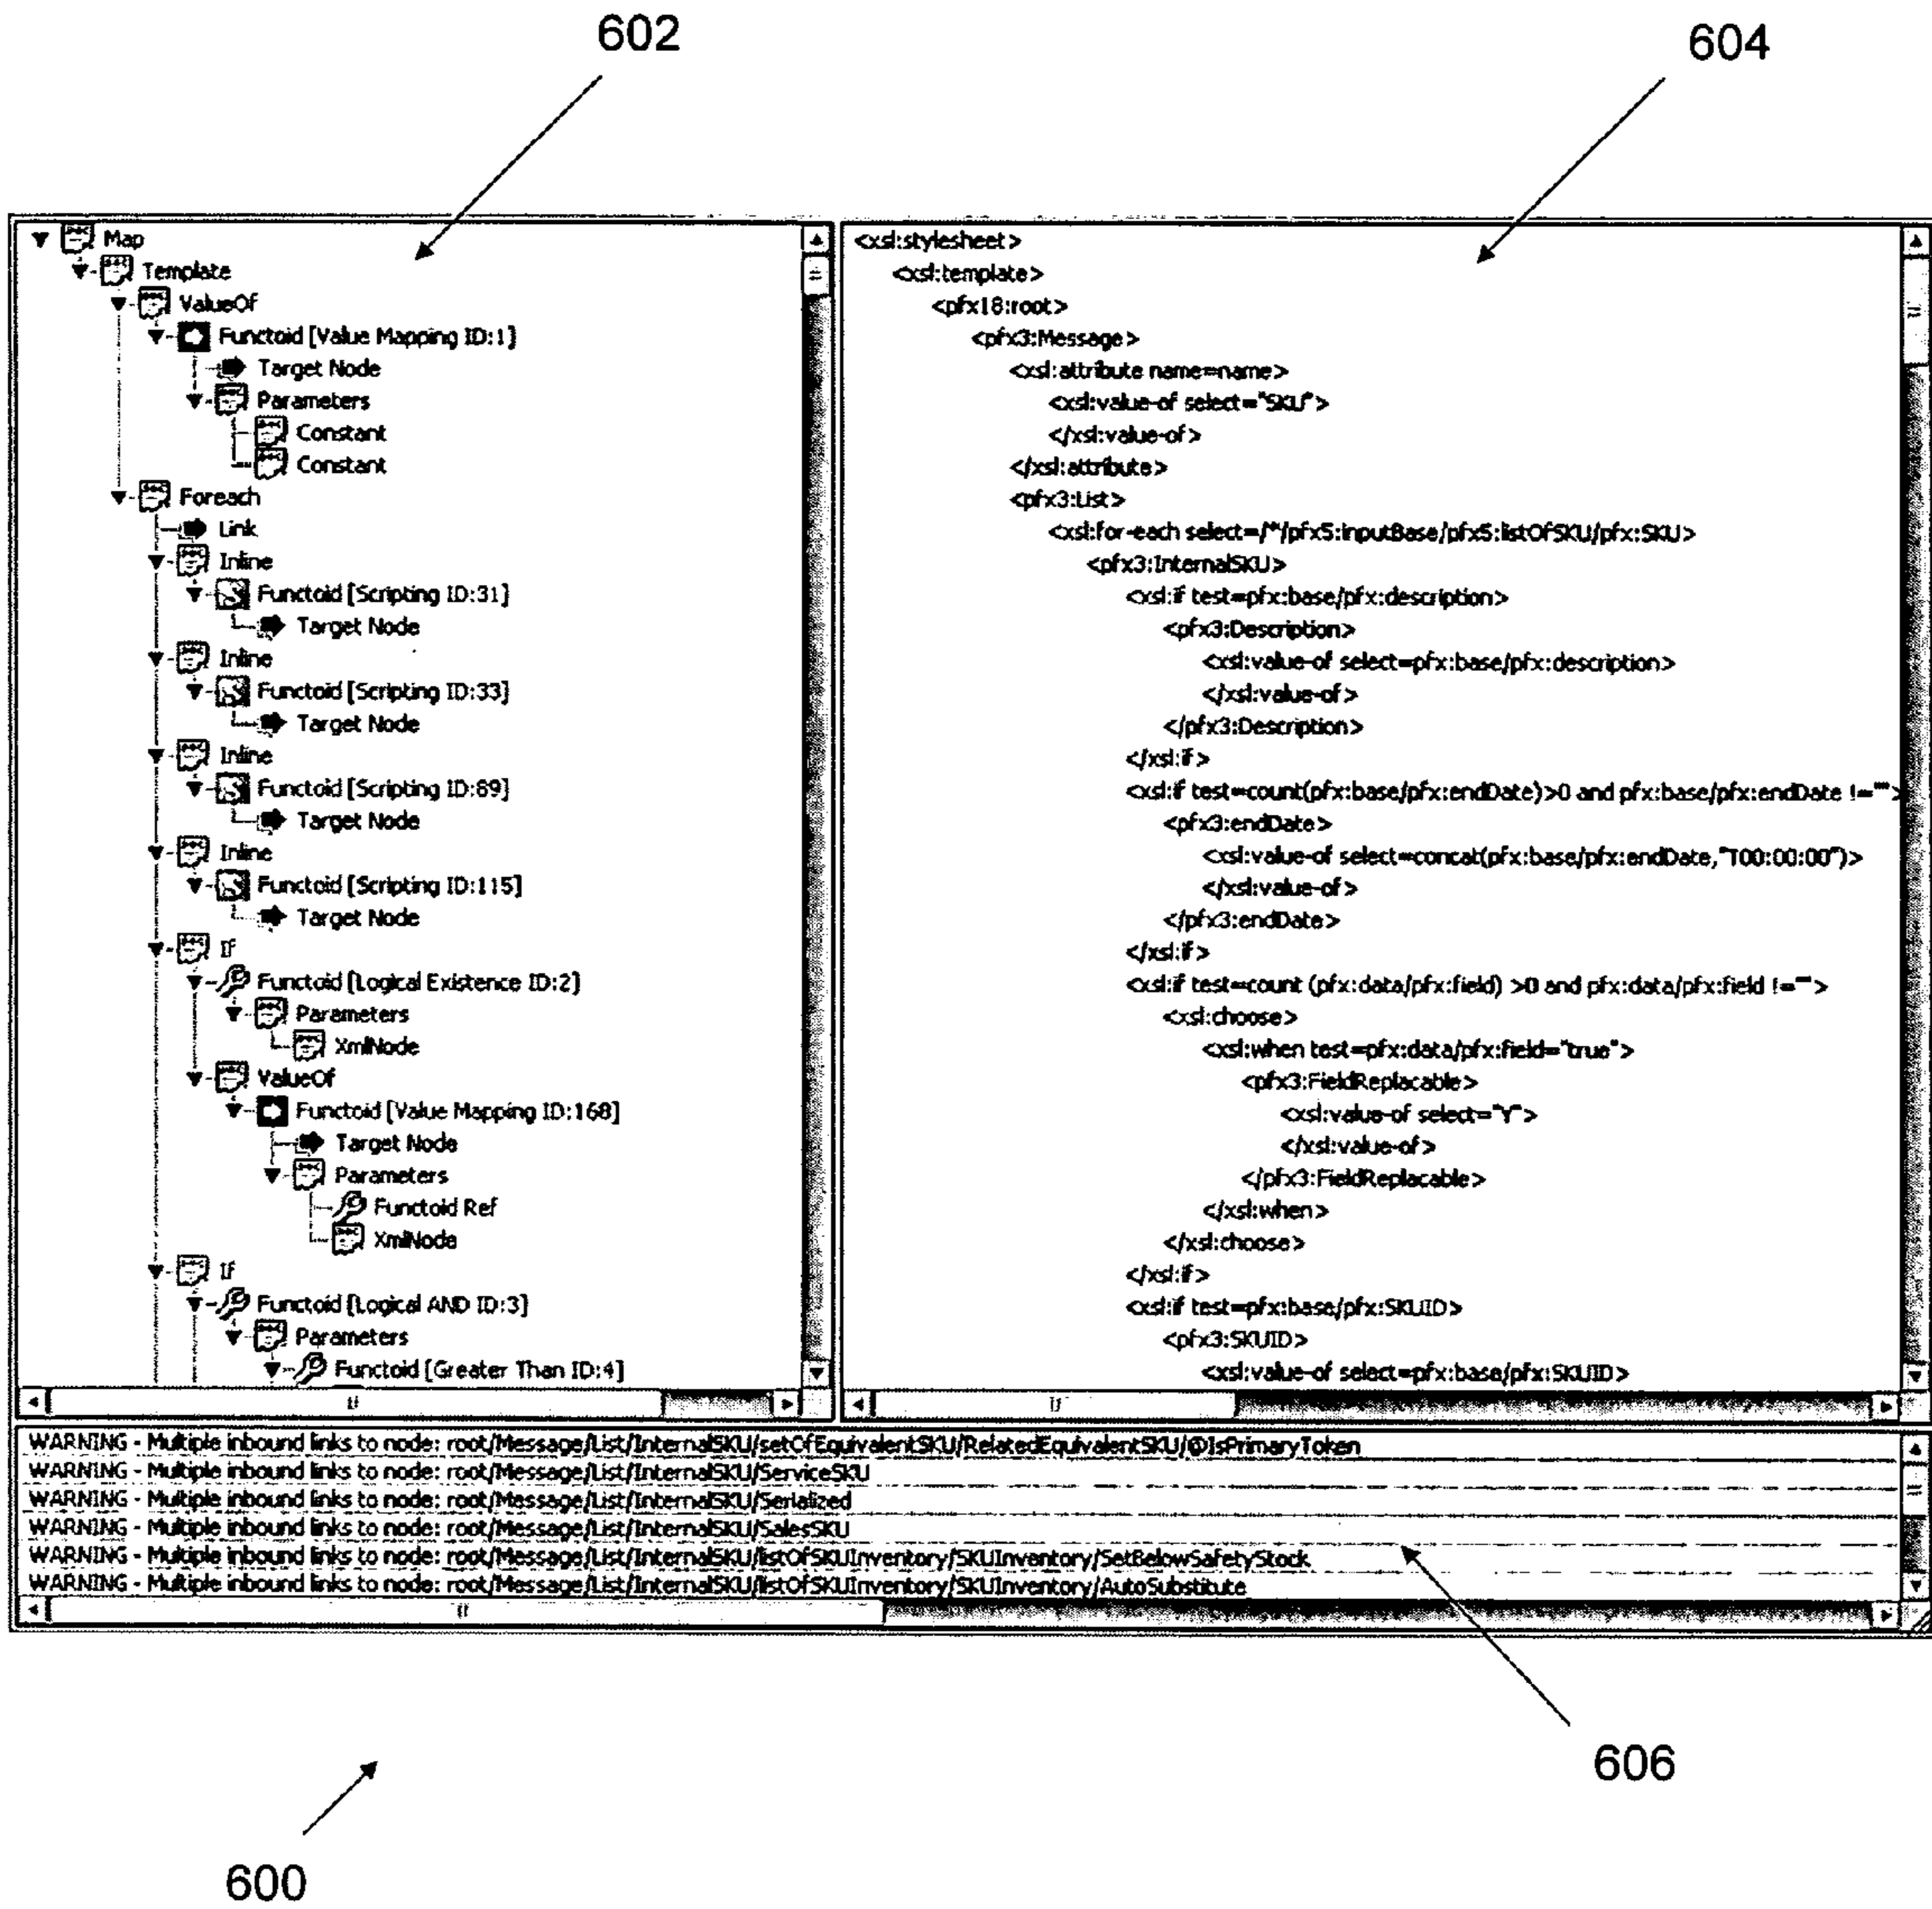 602
604
Map
Template
ValueOf
Functoid [Value Mapping ID:1]
Target Node
Parameters
Constant
Constant
Foreach
Link
Inline
Functoid [Scripting ID:31]
Target Node
Inline
Functoid [Scripting ID:33]
Target Node
Inline
Functoid [Scripting ID:89]
Target Node
Inline
Functoid [Scripting ID:115]
Target Node
If
Functoid [Logical Existence ID:2]
Parameters
XmlNode
ValueOf
Functoid [Value Mapping ID:168]
Target Node
Parameters
Functoid Ref
XmlNode
If
Functoid [Logical AND ID:3]
Parameters
Functoid [Greater Than ID:4]
<xsl:stylesheet>
<xsl:template>
<pfx18:root>
<pfx3:Message>
<xsl:attribute name=name>
<xsl:value-of select="SKU">
</xsl:value-of>
</xsl:attribute>
<pfx3:List>
<xsl:for-each select=/*/pfx5:inputBase/pfx5:listOfSKU/pfx:SKU>
<pfx3:InternalSKU>
<xsl:if test=pfx:base/pfx:description>
<pfx3:Description>
<xsl:value-of select=pfx:base/pfx:description>
</xsl:value-of>
</pfx3:Description>
</xsl:if>
<xsl:if test=count(pfx:base/pfx:endDate)>0 and pfx:base/pfx:endDate !="">
<pfx3:endDate>
<xsl:value-of select=concat(pfx:base/pfx:endDate,"T00:00:00")>
</xsl:value-of>
</pfx3:endDate>
</xsl:if>
<xsl:if test=count (pfx:data/pfx:field) >0 and pfx:data/pfx:field !="">
<xsl:choose>
<xsl:when test=pfx:data/pfx:field="true">
<pfx3:FieldReplacable>
<xsl:value-of select="Y">
</xsl:value-of>
</pfx3:FieldReplacable>
</xsl:when>
</xsl:choose>
</xsl:if>
<xsl:if test=pfx:base/pfx:SKUID>
<pfx3:SKUID>
<xsl:value-of select=pfx:base/pfx:SKUID>
WARNING - Multiple inbound links to node: root/Message/List/InternalSKU/setOfEquivalentSKU/RelatedEquivalentSKU/@IsPrimaryToken
WARNING - Multiple inbound links to node: root/Message/List/InternalSKU/ServiceSKU
WARNING - Multiple inbound links to node: root/Message/List/InternalSKU/Serialized
WARNING - Multiple inbound links to node: root/Message/List/InternalSKU/SalesSKU
WARNING - Multiple inbound links to node: root/Message/List/InternalSKU/listOfSKUInventory/SKUInventory/SetBelowSafetyStock
WARNING - Multiple inbound links to node: root/Message/List/InternalSKU/listOfSKUInventory/SKUInventory/AutoSubstitute
606
600